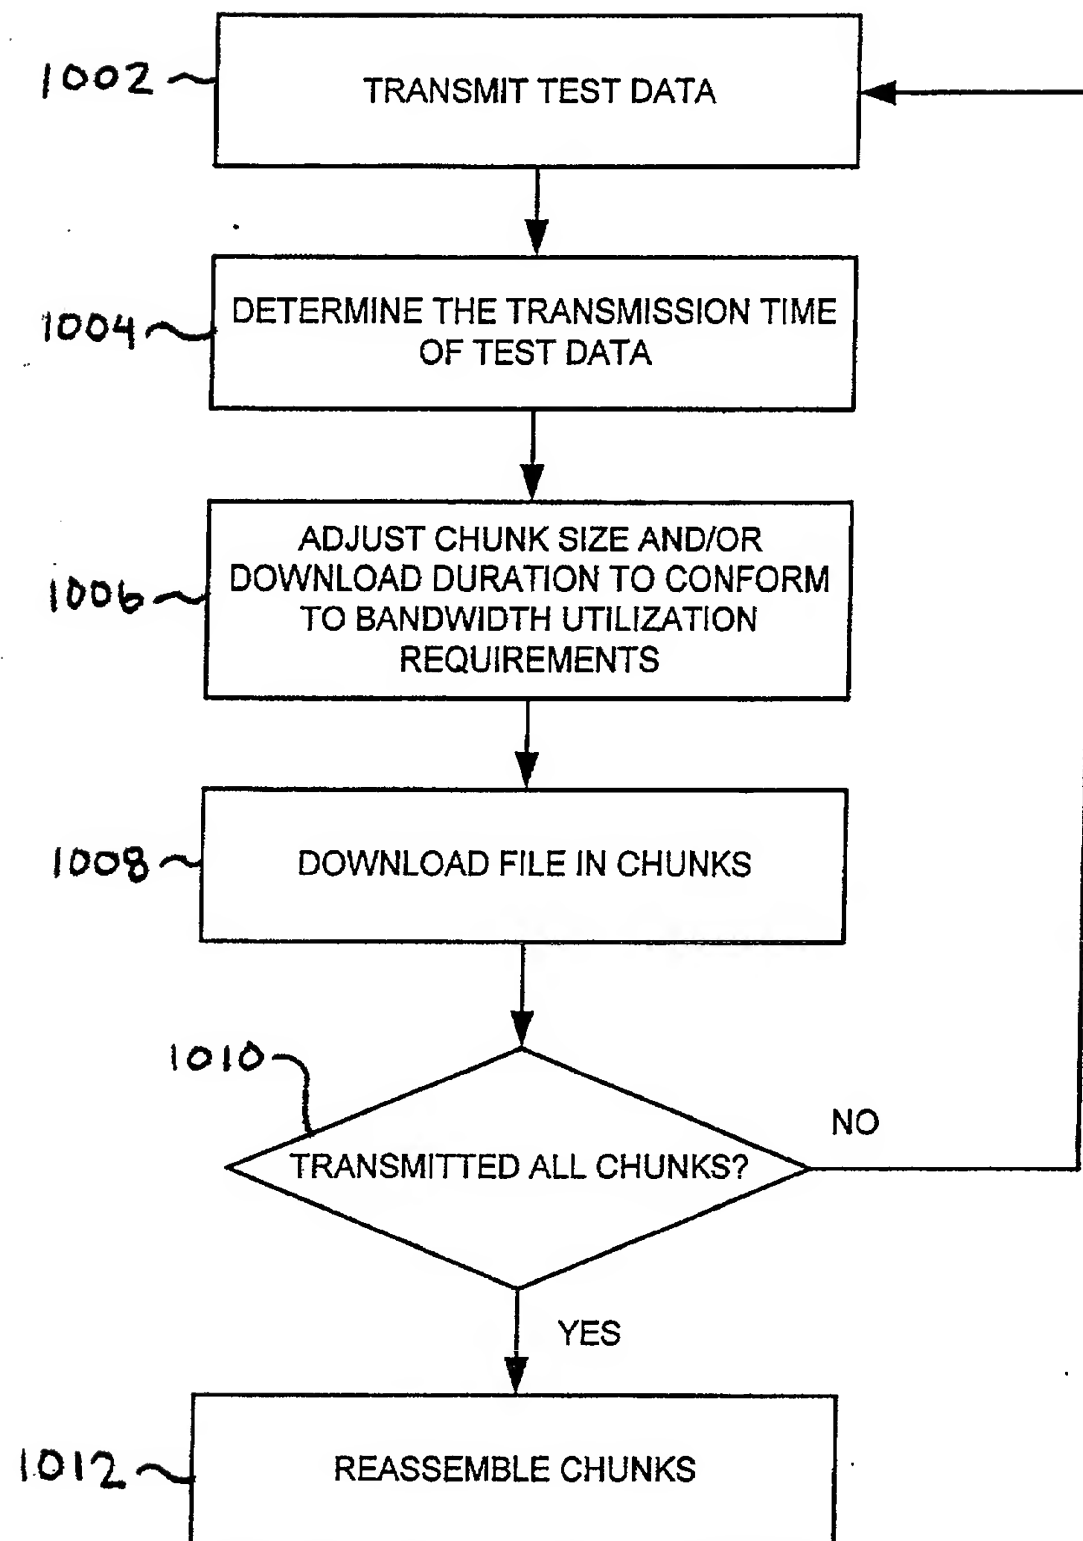 1002
TRANSMIT TEST DATA
1004
DETERMINE THE TRANSMISSION TIME
OF TEST DATA
1006
ADJUST CHUNK SIZE AND/OR
DOWNLOAD DURATION TO CONFORM
TO BANDWIDTH UTILIZATION
REQUIREMENTS
1008
DOWNLOAD FILE IN CHUNKS
1010
NO
TRANSMITTED ALL CHUNKS?
YES
1012
REASSEMBLE CHUNKS